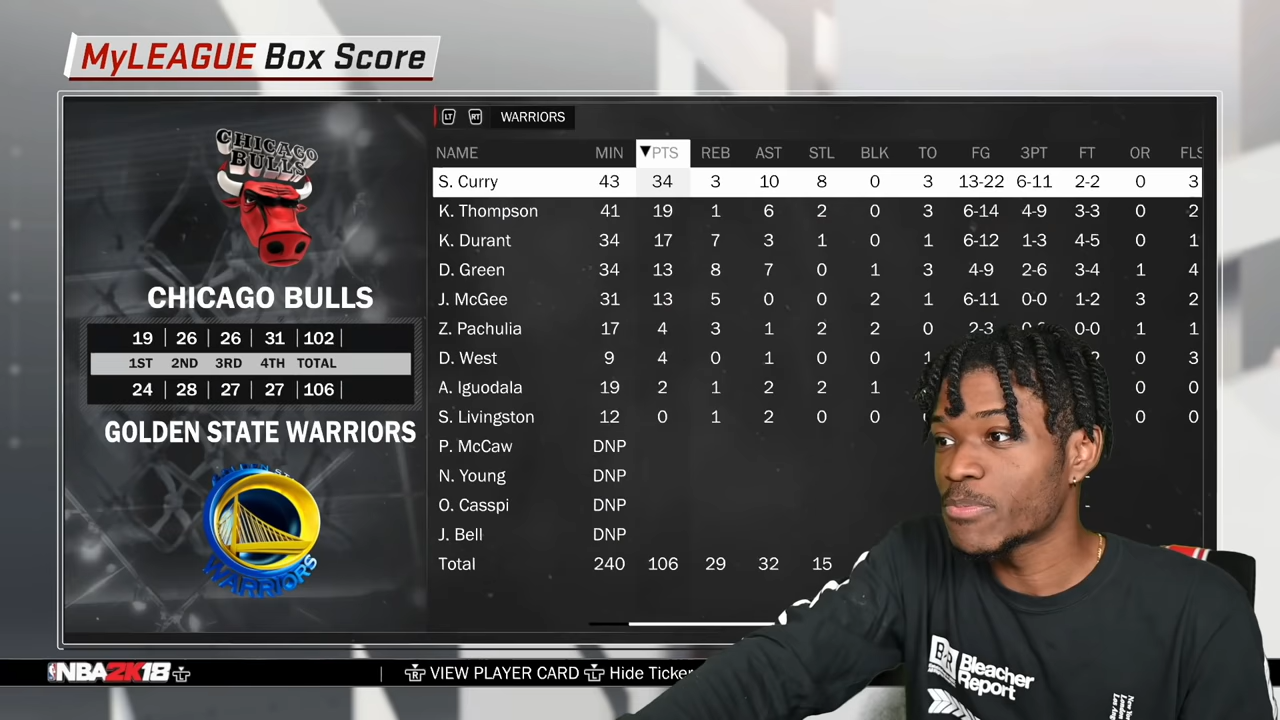 MyLEAGUE Box Score
LT RT WARRIORS
NAME MIN PTS REB AST STL BLK TO FG 3PT FT OR FLS
S. Curry 43 34 3 10 8 0 3 13-22 6-11 2-2 0 3
K. Thompson 41 19 1 6 2 0 3 6-14 4-9 3-3 0 2
K. Durant 34 17 7 3 1 0 1 6-12 1-3 4-5 0 1
D. Green 34 13 8 7 0 1 3 4-9 2-6 3-4 1 4
J. McGee 31 13 5 0 0 2 1 6-11 0-0 1-2 3 2
Z. Pachulia 17 4 3 1 2 2 0 2-3 0-0 1 1
D. West 9 4 0 1 0 0 1 0 3
A. Iguodala 19 2 1 2 2 1 0 0
S. Livingston 12 0 1 2 0 0 0 0
P. McCaw DNP
N. Young DNP
O. Casspi DNP
J. Bell DNP
Total 240 106 29 32 15
CHICAGO BULLS
CHICAGO BULLS
19 26 26 31 102
1ST 2ND 3RD 4TH TOTAL
24 28 27 27 106
GOLDEN STATE WARRIORS
WARRIORS
NBA 2K18
R VIEW PLAYER CARD L Hide Ticker
B R Bleacher
Report